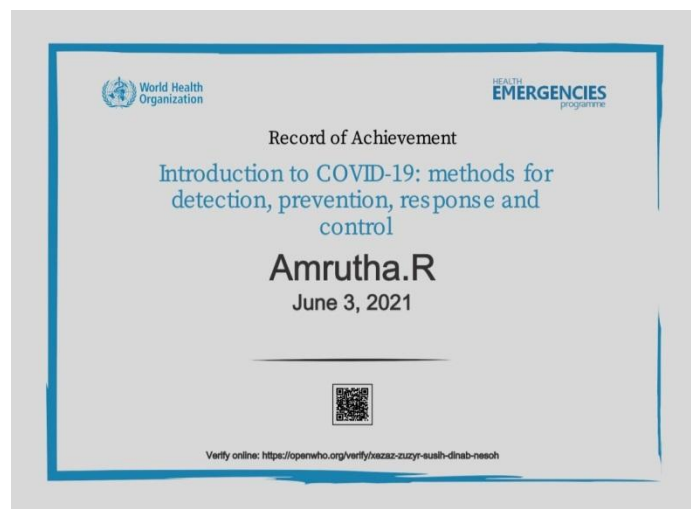 World Health
Organization
HEALTH
EMERGENCIES
programme
Record of Achievement
Introduction to COVID-19: methods for
detection, prevention, response and
control
Amrutha.R
June 3, 2021
Verify online: https://openwho.org/verify/xezaz-zuzyr-susih-dinab-nesoh